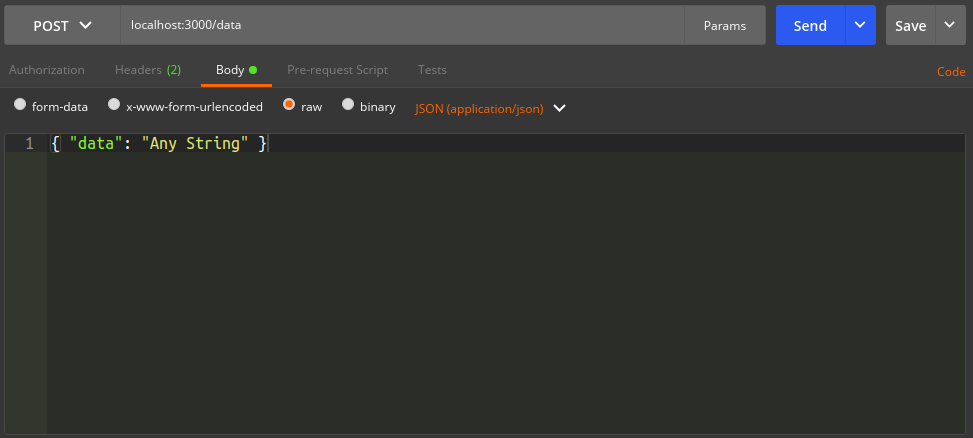 POST localhost:3000/data Params Send Save
Authorization Headers (2) Body Pre-request Script Tests Code
form-data x-www-form-urlencoded raw binary JSON (application/json)
1 { "data": "Any String" }